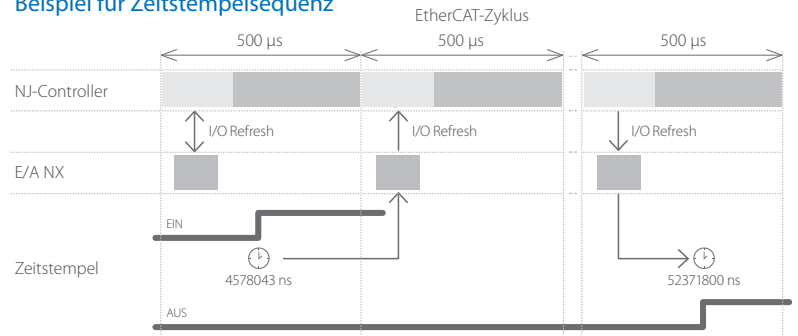 Beispiel für Zeitstempelsequenz
EtherCAT-Zyklus
500 µs
500 µs
500 µs
NJ-Controller
I/O Refresh
I/O Refresh
I/O Refresh
E/A NX
EIN
Zeitstempel
4578043 ns
52371800 ns
AUS